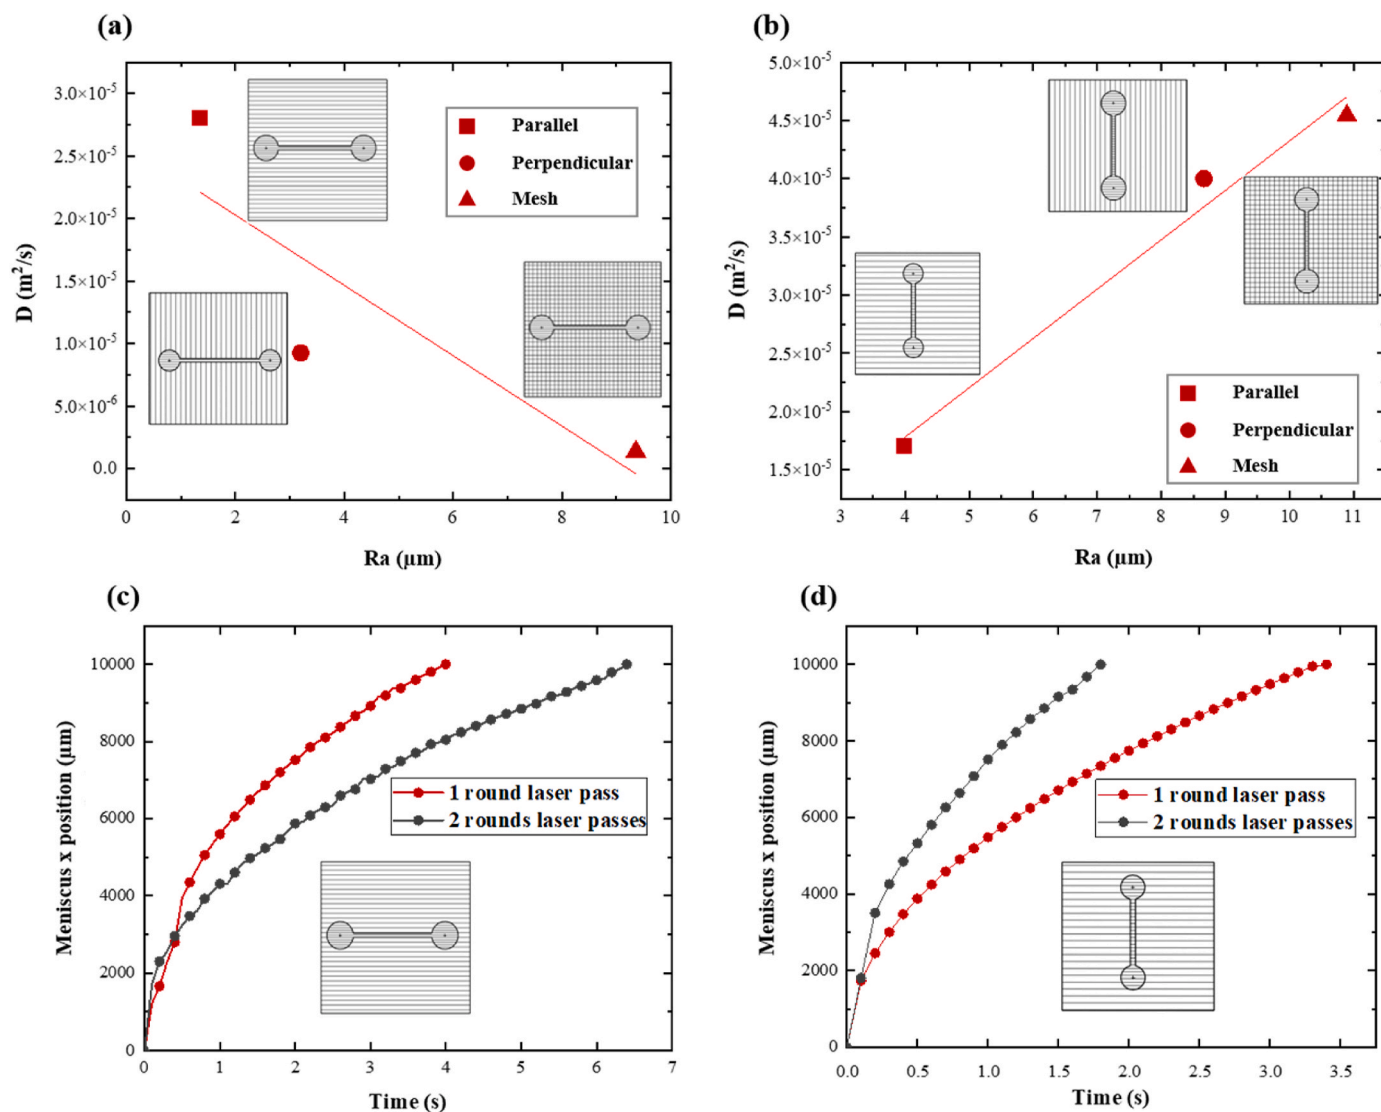 (a)
3.0×10⁻⁵
2.5×10⁻⁵
2.0×10⁻⁵
1.5×10⁻⁵
1.0×10⁻⁵
5.0×10⁻⁶
0.0
D (m²/s)
0 2 4 6 8 10
Ra (μm)
Parallel
Perpendicular
Mesh
(b)
5.0×10⁻⁵
4.5×10⁻⁵
4.0×10⁻⁵
3.5×10⁻⁵
3.0×10⁻⁵
2.5×10⁻⁵
2.0×10⁻⁵
1.5×10⁻⁵
D (m²/s)
3 4 5 6 7 8 9 10 11
Ra (μm)
Parallel
Perpendicular
Mesh
(c)
10000
8000
6000
4000
2000
0
Meniscus x position (μm)
0 1 2 3 4 5 6 7
Time (s)
1 round laser pass
2 rounds laser passes
(d)
10000
8000
6000
4000
2000
0
Meniscus x position (μm)
0.0 0.5 1.0 1.5 2.0 2.5 3.0 3.5
Time (s)
1 round laser pass
2 rounds laser passes